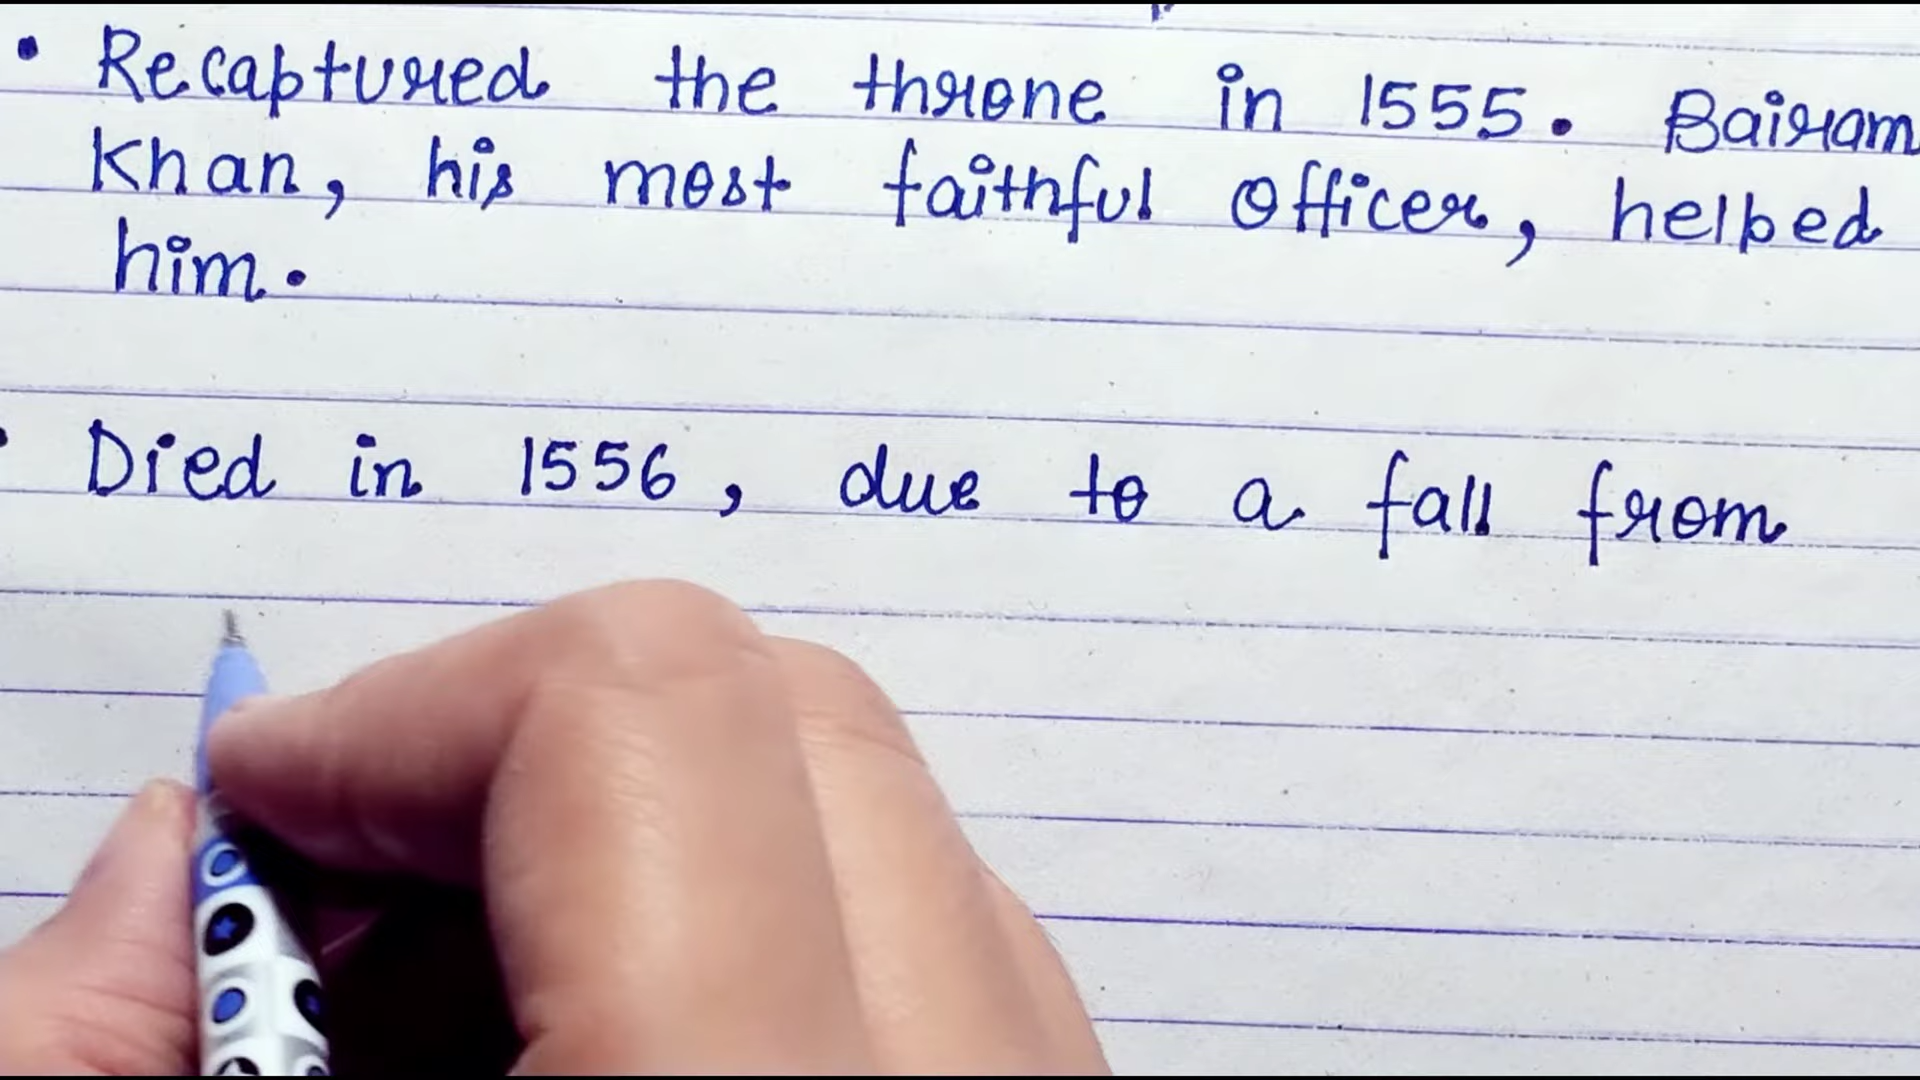 • Recaptured the throne in 1555. Bairam
Khan, his most faithful officer, helped
him.
• Died in 1556, due to a fall from